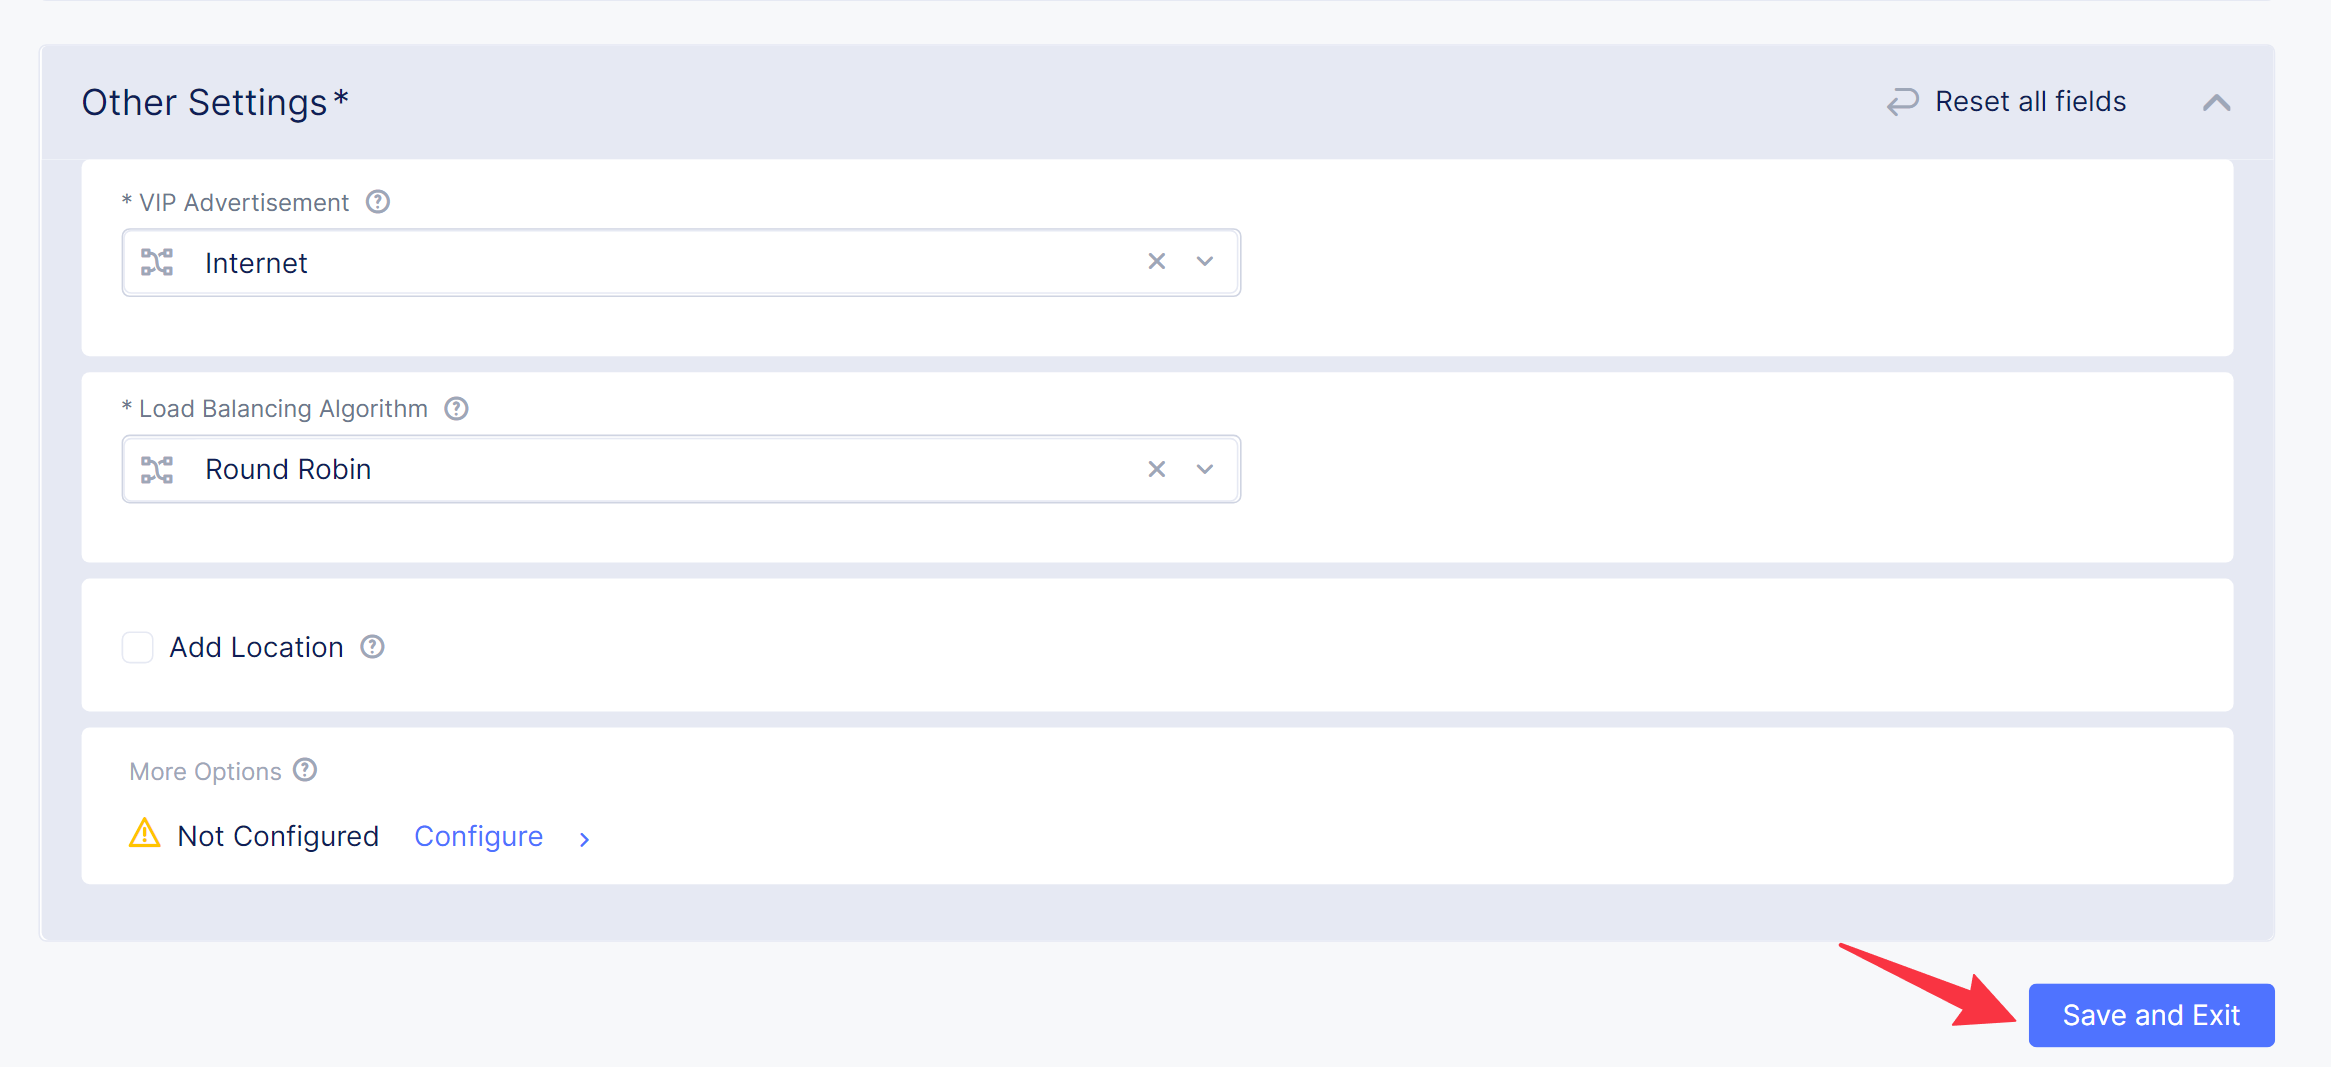 Other Settings*
Reset all fields
* VIP Advertisement
Internet
* Load Balancing Algorithm
Round Robin
Add Location
More Options
Not Configured Configure
Save and Exit